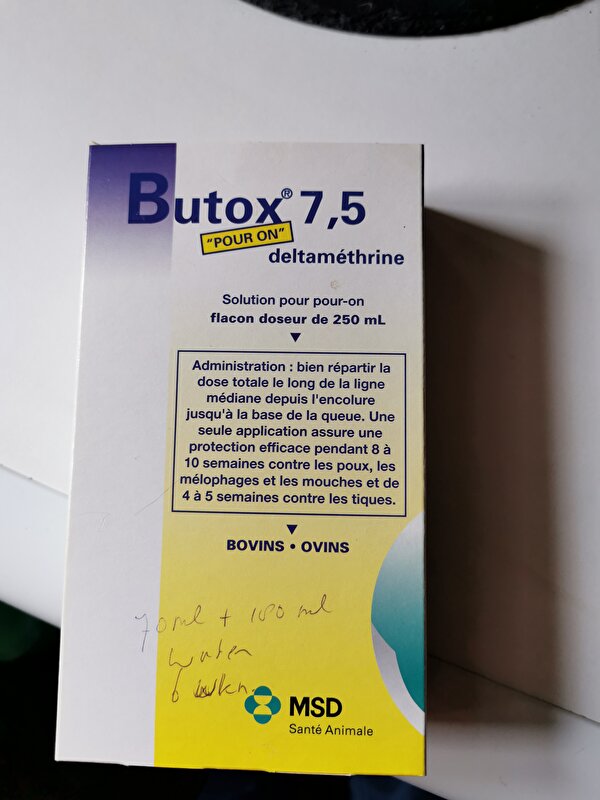 Butox® 7,5
"POUR ON"
deltaméthrine
Solution pour pour-on
flacon doseur de 250 mL
Administration : bien répartir la
dose totale le long de la ligne
médiane depuis l'encolure
jusqu'à la base de la queue. Une
seule application assure une
protection efficace pendant 8 à
10 semaines contre les poux, les
mélophages et les mouches et de
4 à 5 semaines contre les tiques.
BOVINS • OVINS
70 ml + 180 ml
water
6
MSD
Santé Animale